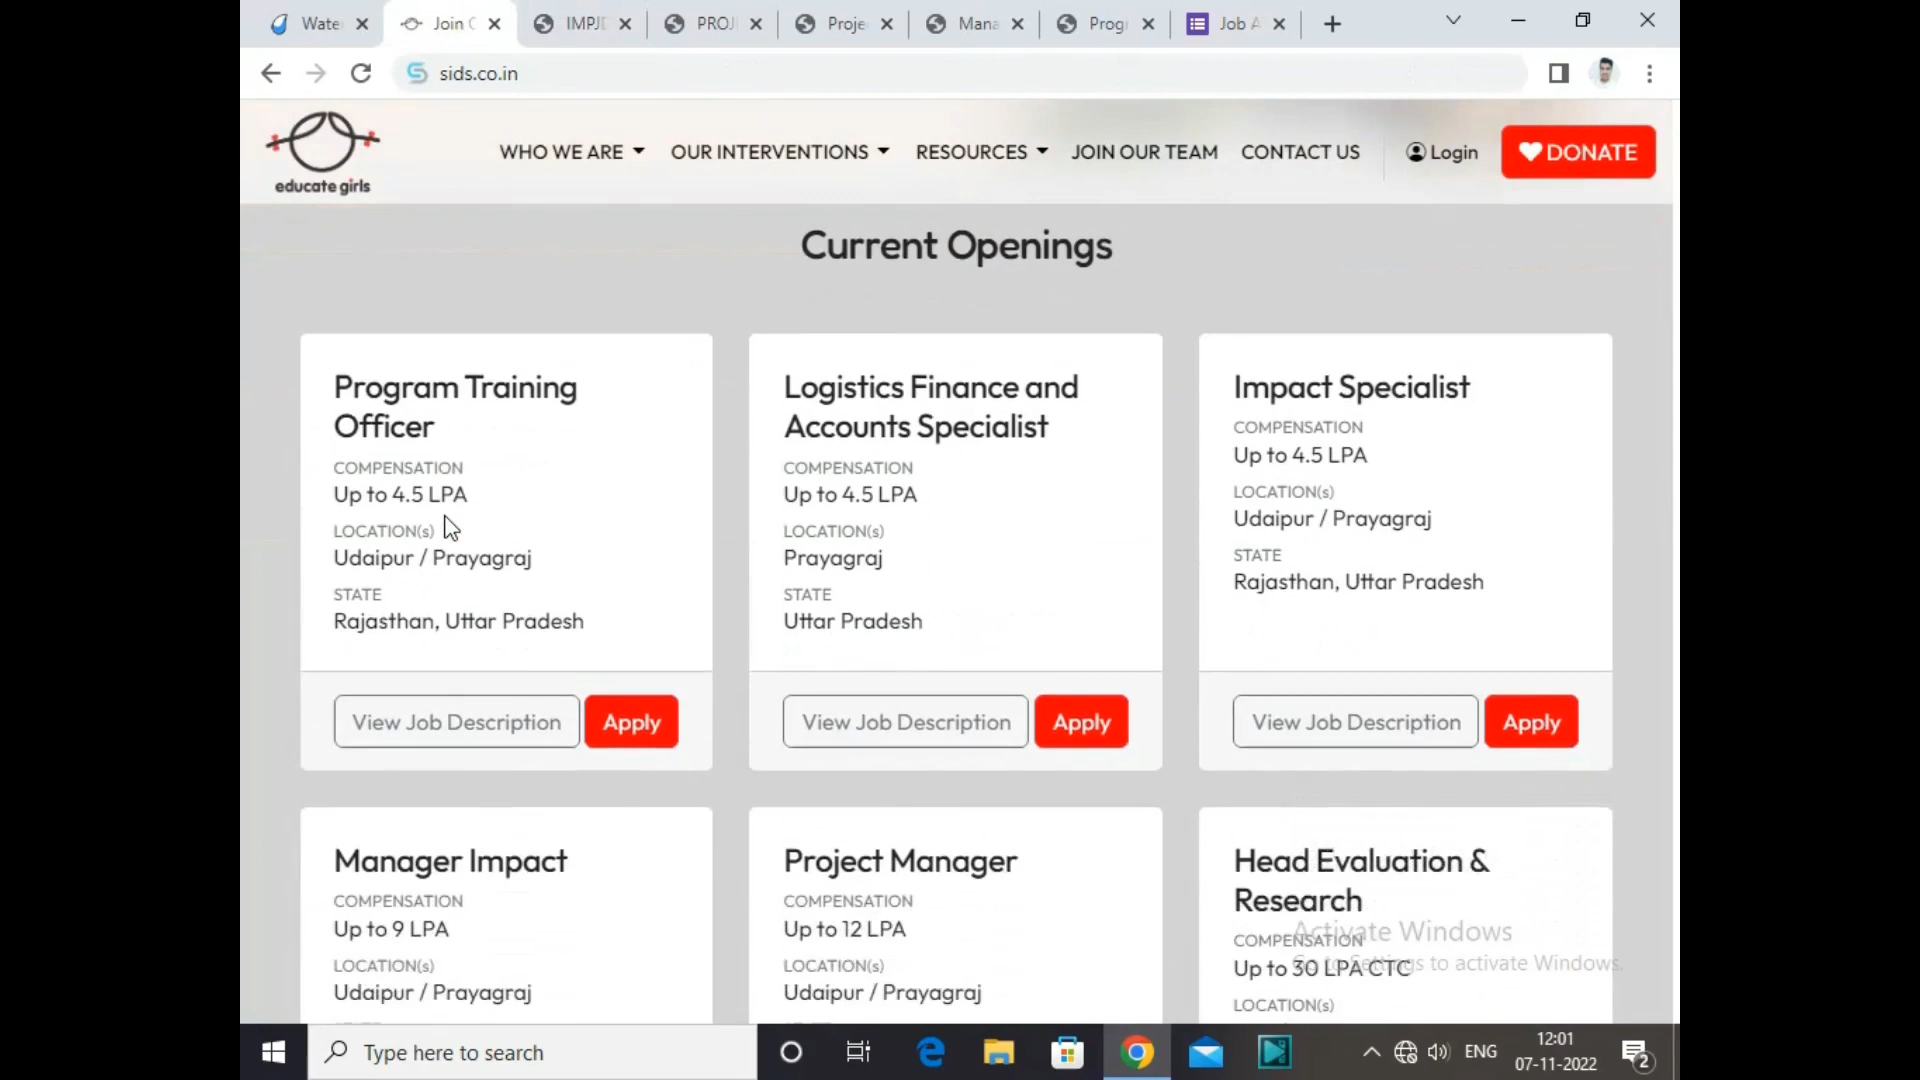 Water
Join O
IMPJD
PROJI
Proje
Mana
Progr
Job A
sids.co.in
educate girls
WHO WE ARE
OUR INTERVENTIONS
RESOURCES
JOIN OUR TEAM
CONTACT US
Login
DONATE
Current Openings
Program Training
Officer
COMPENSATION
Up to 4.5 LPA
LOCATION(s)
Udaipur / Prayagraj
STATE
Rajasthan, Uttar Pradesh
View Job Description
Apply
Logistics Finance and
Accounts Specialist
COMPENSATION
Up to 4.5 LPA
LOCATION(s)
Prayagraj
STATE
Uttar Pradesh
View Job Description
Apply
Impact Specialist
COMPENSATION
Up to 4.5 LPA
LOCATION(s)
Udaipur / Prayagraj
STATE
Rajasthan, Uttar Pradesh
View Job Description
Apply
Manager Impact
COMPENSATION
Up to 9 LPA
LOCATION(s)
Udaipur / Prayagraj
Project Manager
COMPENSATION
Up to 12 LPA
LOCATION(s)
Udaipur / Prayagraj
Head Evaluation &
Research
COMPENSATION
Up to 30 LPA CTC
LOCATION(s)
Activate Windows
Go to Settings to activate Windows.
Type here to search
ENG
12:01
07-11-2022
2